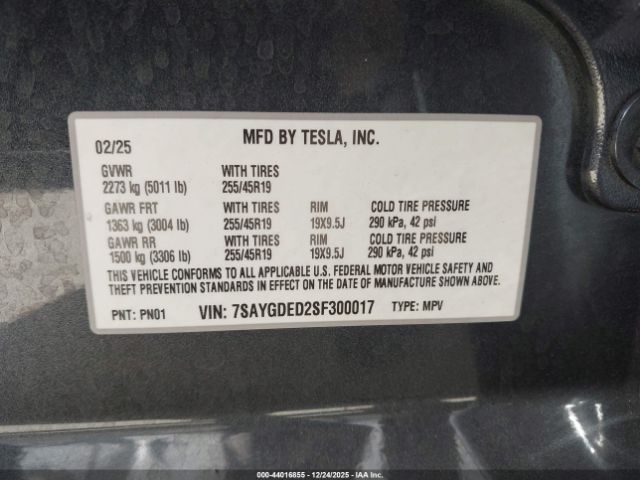 02/25 MFD BY TESLA, INC.
GVWR WITH TIRES
2273 kg (5011 lb) 255/45R19
GAWR FRT WITH TIRES RIM COLD TIRE PRESSURE
1363 kg (3004 lb) 255/45R19 19X9.5J 290 kPa, 42 psi
GAWR RR WITH TIRES RIM COLD TIRE PRESSURE
1500 kg (3306 lb) 255/45R19 19X9.5J 290 kPa, 42 psi
THIS VEHICLE CONFORMS TO ALL APPLICABLE U.S. FEDERAL MOTOR VEHICLE SAFETY AND
THEFT PREVENTION STANDARDS IN EFFECT ON THE DATE OF MANUFACTURE SHOWN ABOVE.
PNT: PN01 VIN: 7SAYGDED2SF300017 TYPE: MPV
000-44016855 • 12/24/2025 • IAA Inc.